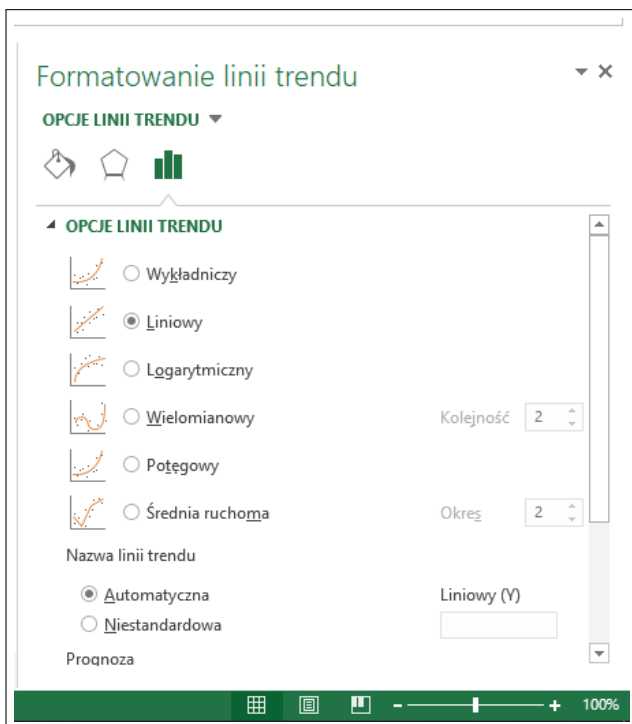 Formatowanie linii trendu
OPCJE LINII TRENDU
OPCJE LINII TRENDU
Wykładniczy
Liniowy
Logarytmiczny
Wielomianowy Kolejność 2
Potęgowy
Średnia ruchoma Okres 2
Nazwa linii trendu
Automatyczna Liniowy (Y)
Niestandardowa
Prognoza
100%